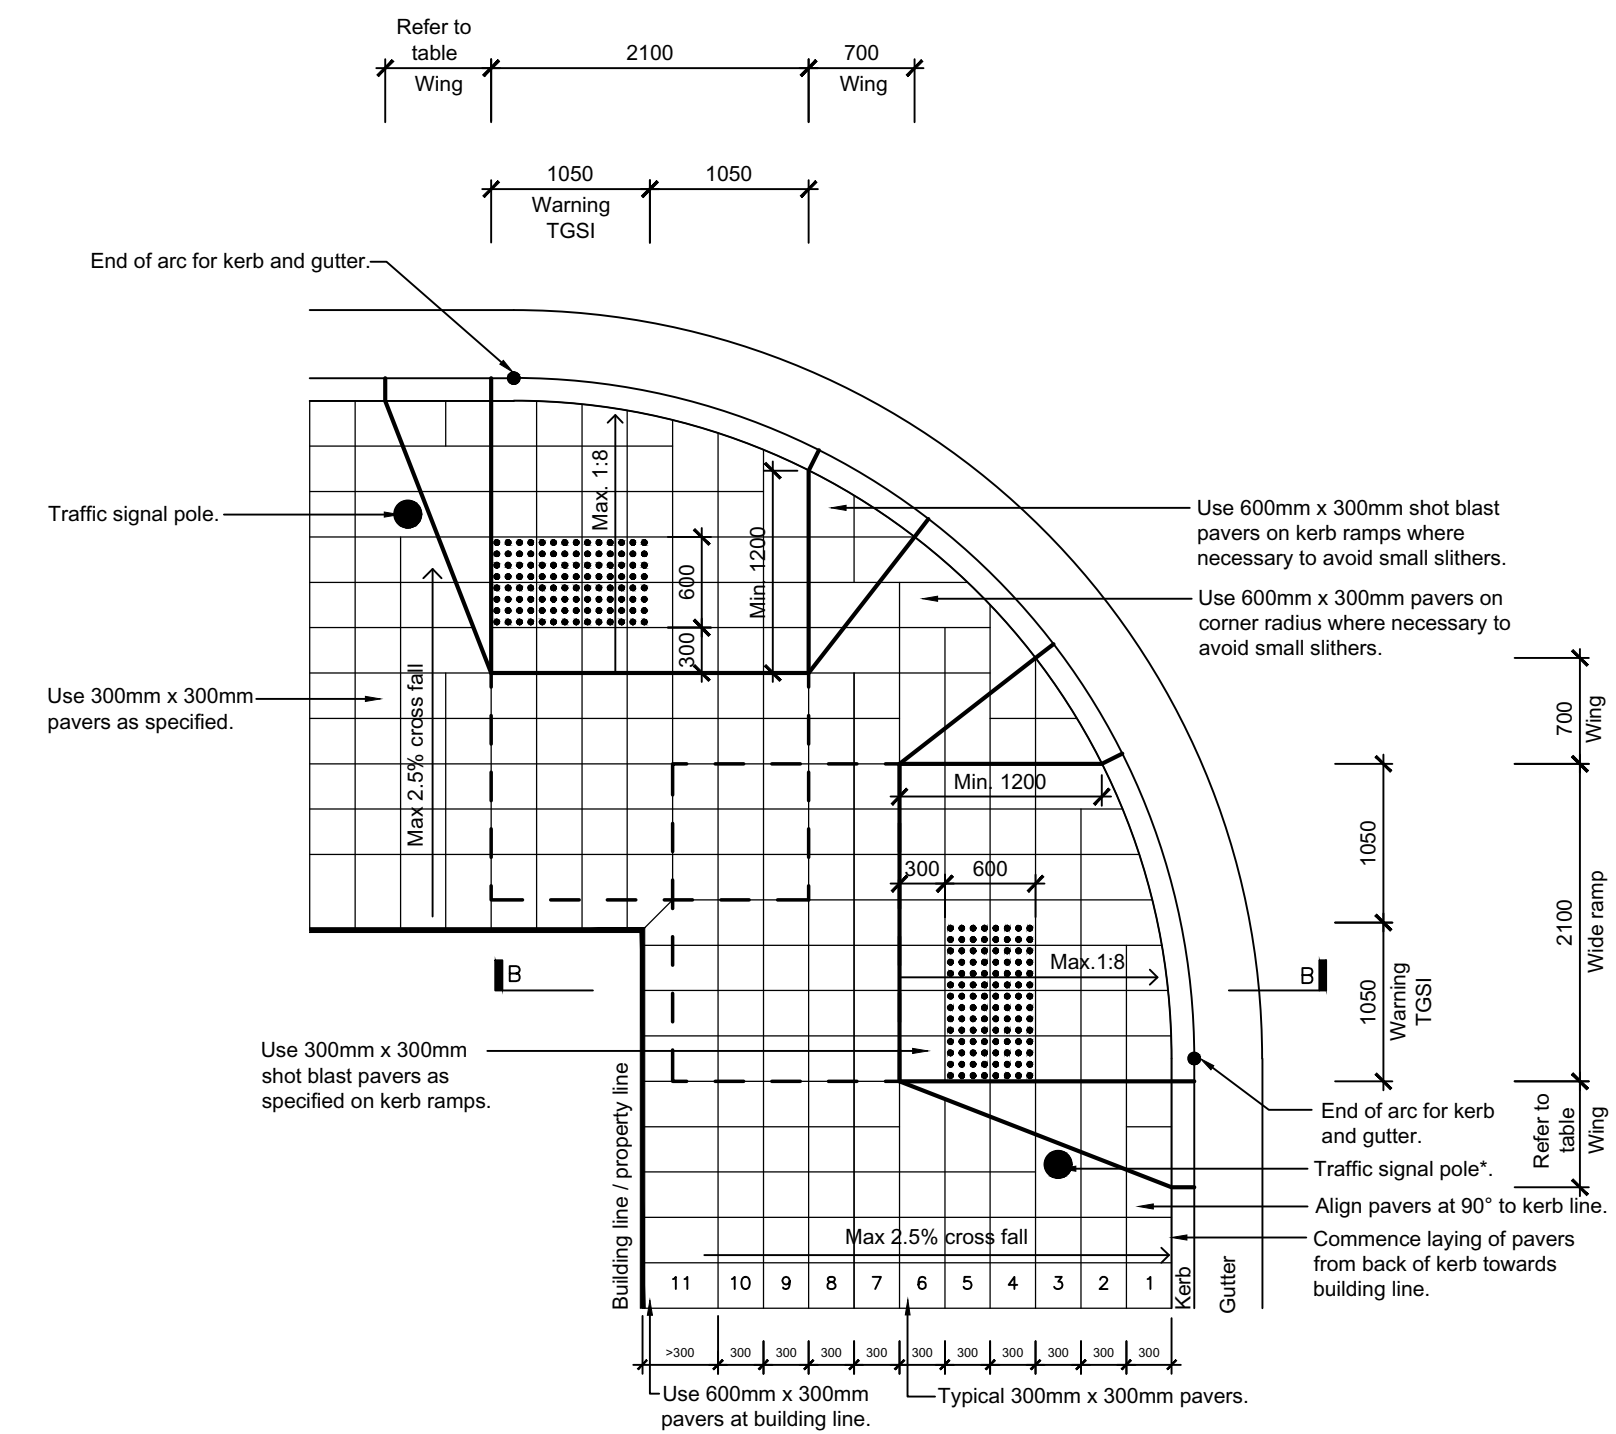 Refer to
table
Wing
2100
700
Wing
1050
Warning
TGSI
1050
End of arc for kerb and gutter.
Max. 1:8
Min. 1200
600
300
Traffic signal pole.
Use 600mm x 300mm shot blast
pavers on kerb ramps where
necessary to avoid small slithers.
Use 600mm x 300mm pavers on
corner radius where necessary to
avoid small slithers.
Use 300mm x 300mm
pavers as specified.
Max 2.5% cross fall
Min. 1200
300
600
Max.1:8
700
Wing
1050
2100
Wide ramp
1050
Warning
TGSI
Refer to
table
Wing
B
B
Use 300mm x 300mm
shot blast pavers as
specified on kerb ramps.
Building line / property line
End of arc for kerb
and gutter.
Traffic signal pole*.
Align pavers at 90° to kerb line.
Commence laying of pavers
from back of kerb towards
building line.
Max 2.5% cross fall
11 10 9 8 7 6 5 4 3 2 1
Kerb
Gutter
>300 300 300 300 300 300 300 300 300 300 300
Use 600mm x 300mm
pavers at building line.
Typical 300mm x 300mm pavers.